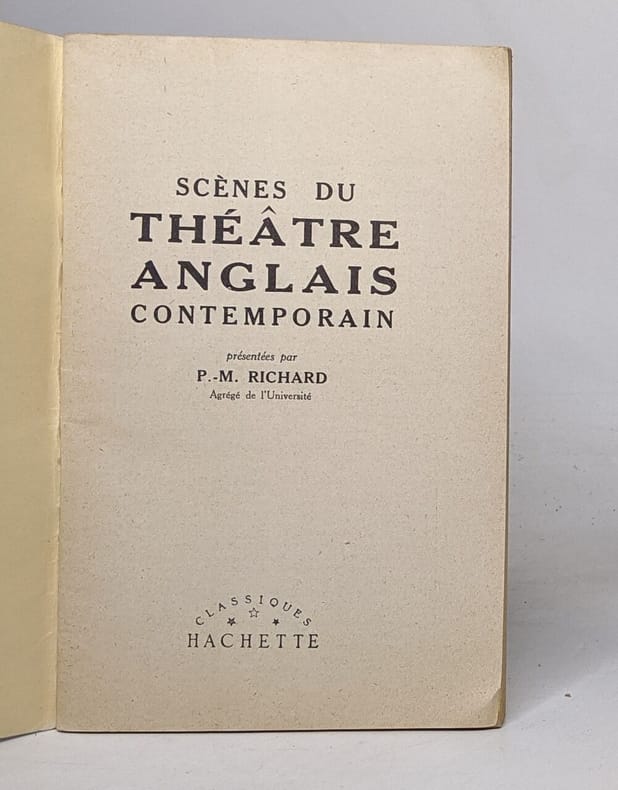 SCÈNES DU
THÉÂTRE
ANGLAIS
CONTEMPORAIN
présentées par
P.-M. RICHARD
Agrégé de l'Université
CLASSIQUES
HACHETTE